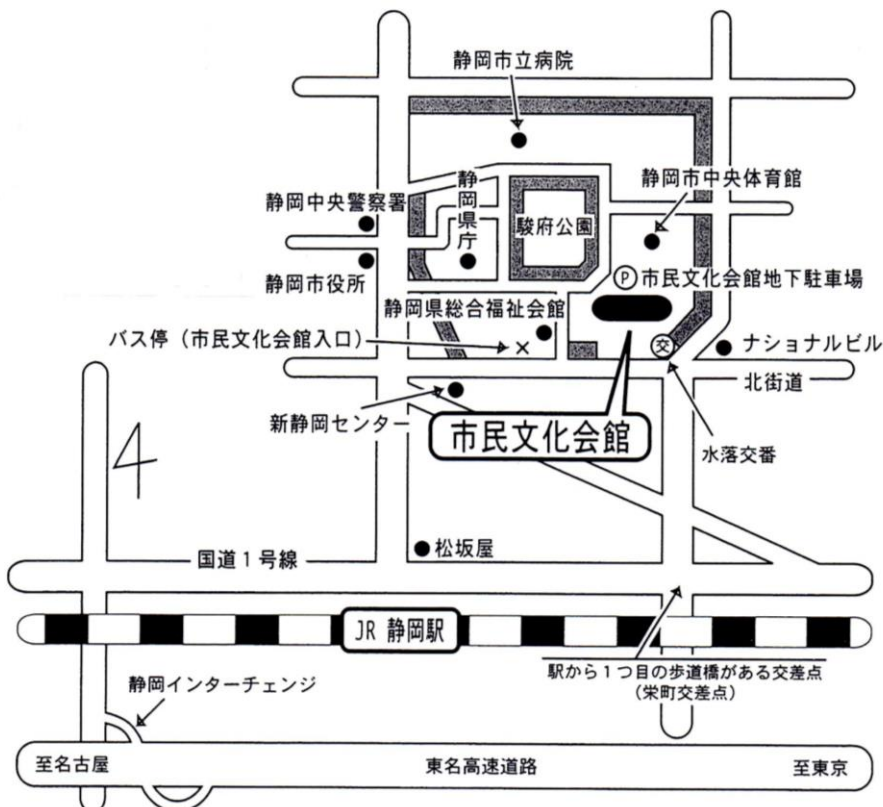 静岡市立病院
静岡市中央体育館
静岡中央警察署
静岡県庁
駿府公園
静岡市役所
Ⓟ市民文化会館地下駐車場
静岡県総合福祉会館
バス停（市民文化会館入口）
×
交
ナショナルビル
北街道
新静岡センター
市民文化会館
水落交番
4
松坂屋
国道1号線
JR 静岡駅
駅から1つ目の歩道橋がある交差点
（栄町交差点）
静岡インターチェンジ
至名古屋
東名高速道路
至東京